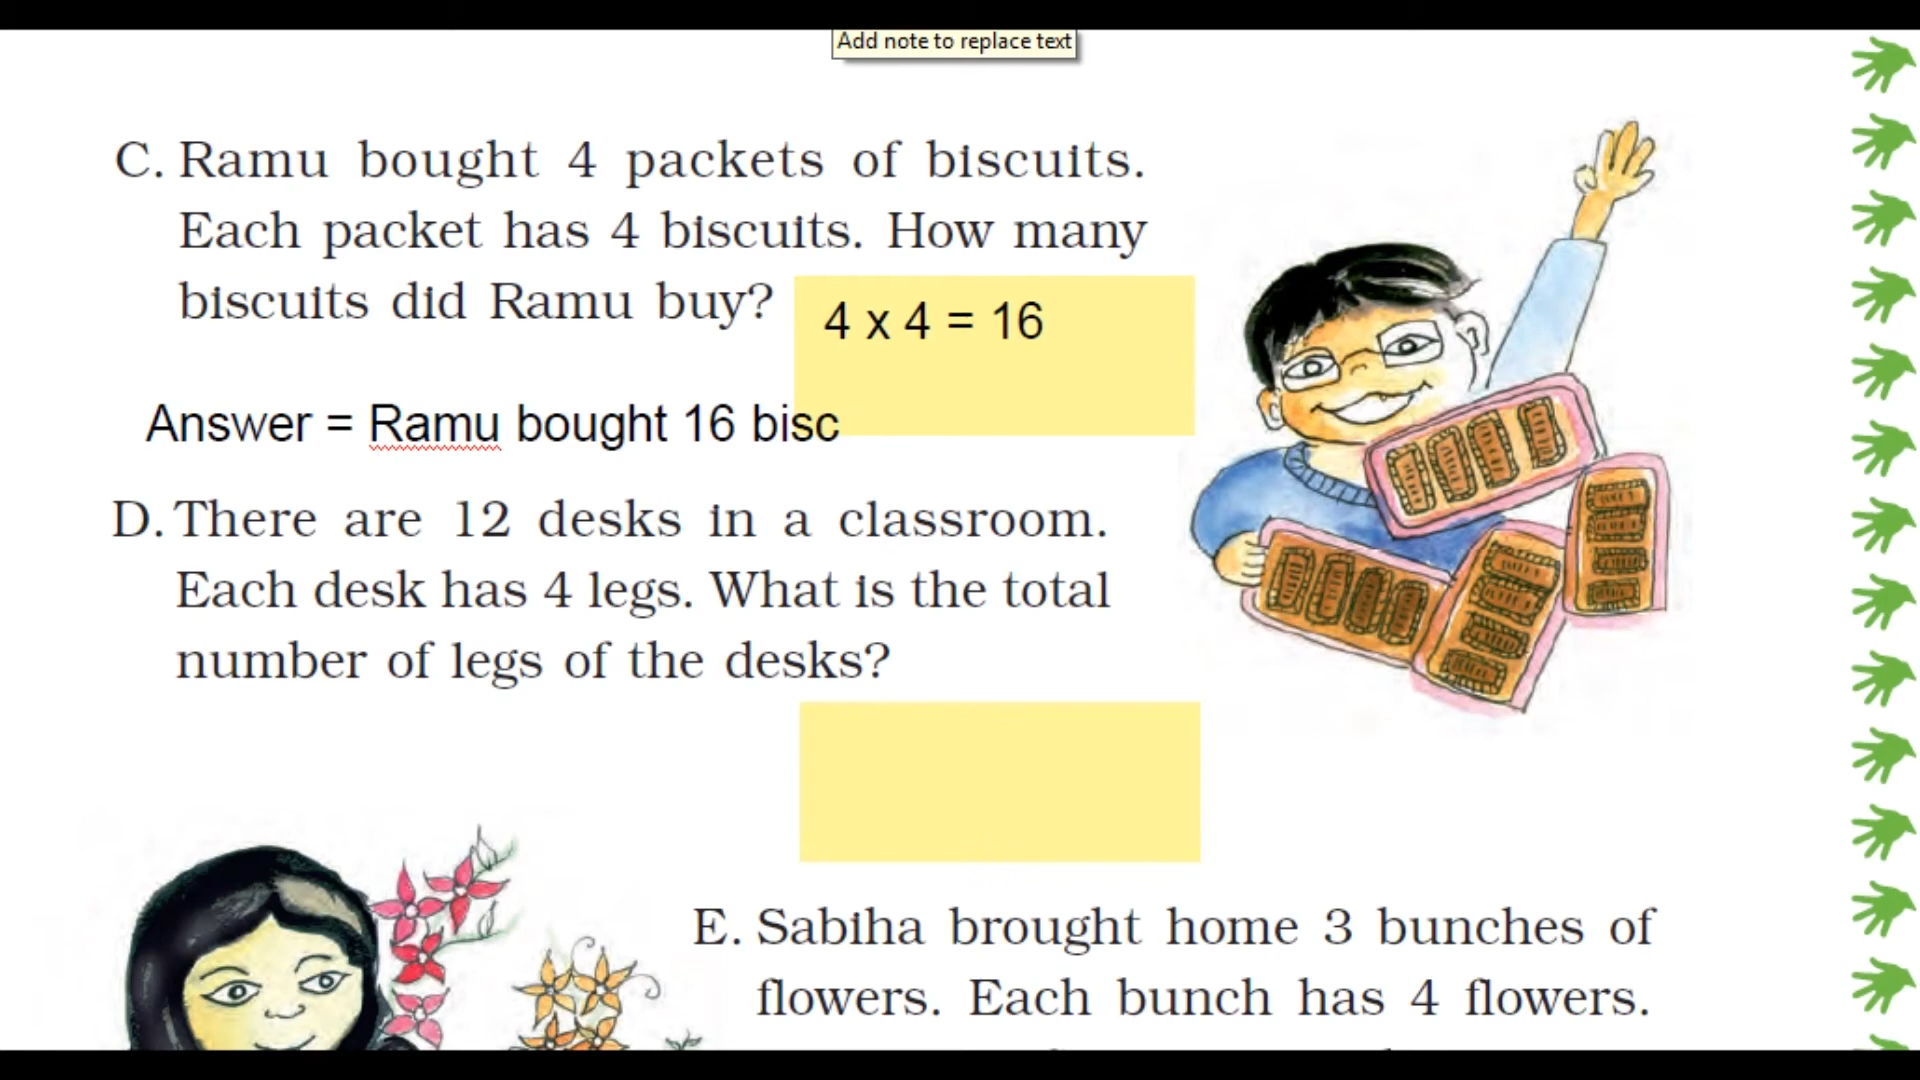 Add note to replace text
C. Ramu bought 4 packets of biscuits.
Each packet has 4 biscuits. How many
biscuits did Ramu buy?
4 x 4 = 16
Answer = Ramu bought 16 bisc
D. There are 12 desks in a classroom.
Each desk has 4 legs. What is the total
number of legs of the desks?
E. Sabiha brought home 3 bunches of
flowers. Each bunch has 4 flowers.